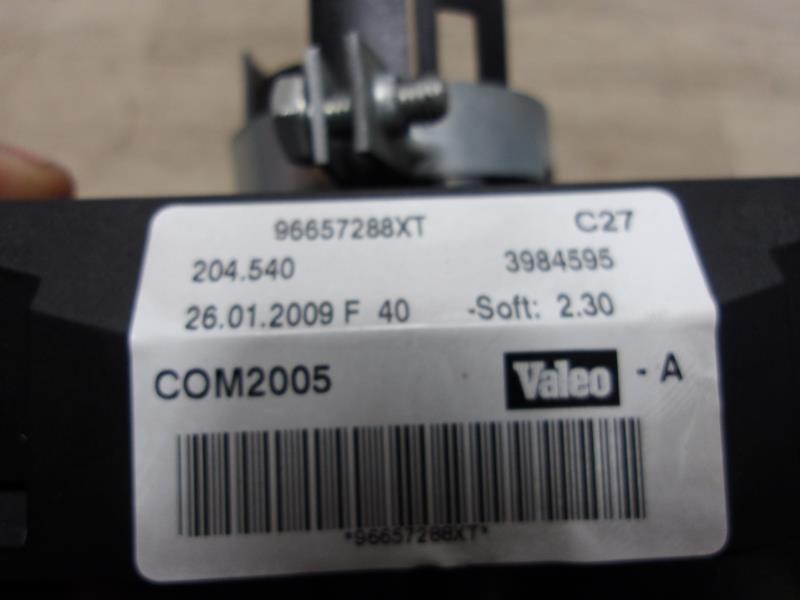 96657288XT C27
204.540 3984595
26.01.2009 F 40 -Soft: 2.30
COM2005 Valeo - A
*96657288XT*